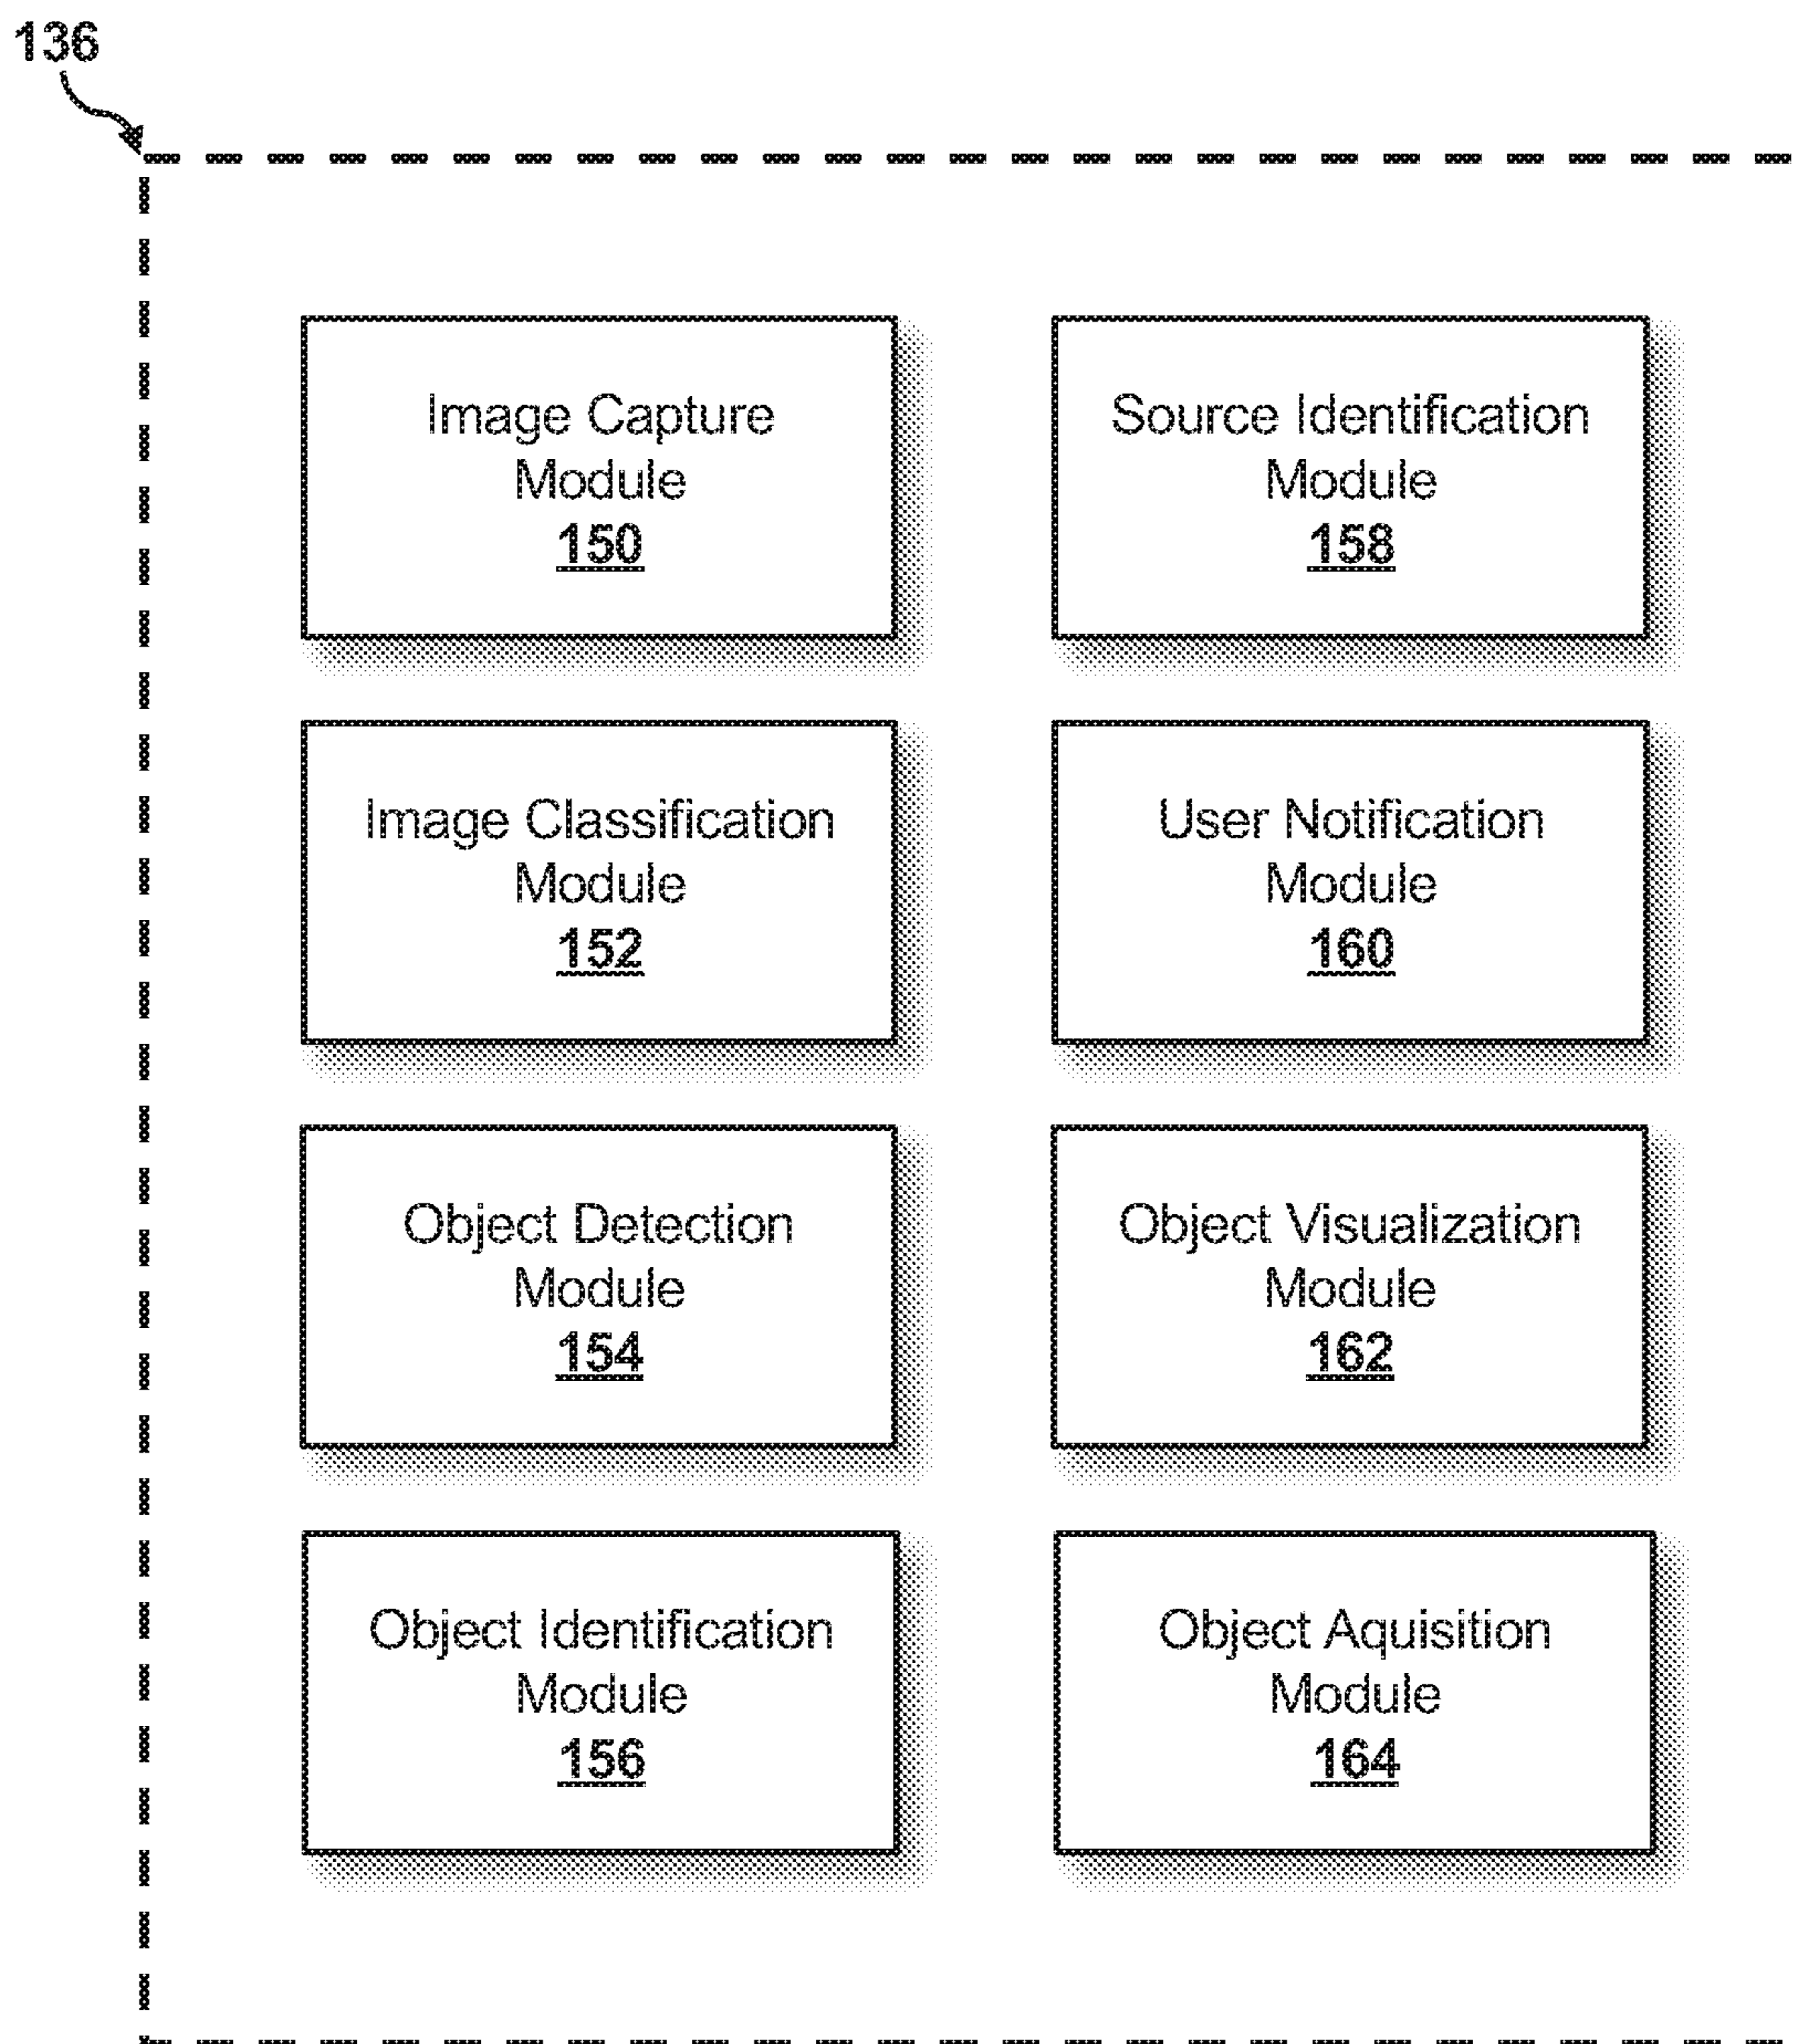 136
Image Capture
Module
150
Source Identification
Module
158
Image Classification
Module
152
User Notification
Module
160
Object Detection
Module
154
Object Visualization
Module
162
Object Identification
Module
156
Object Aquisition
Module
164